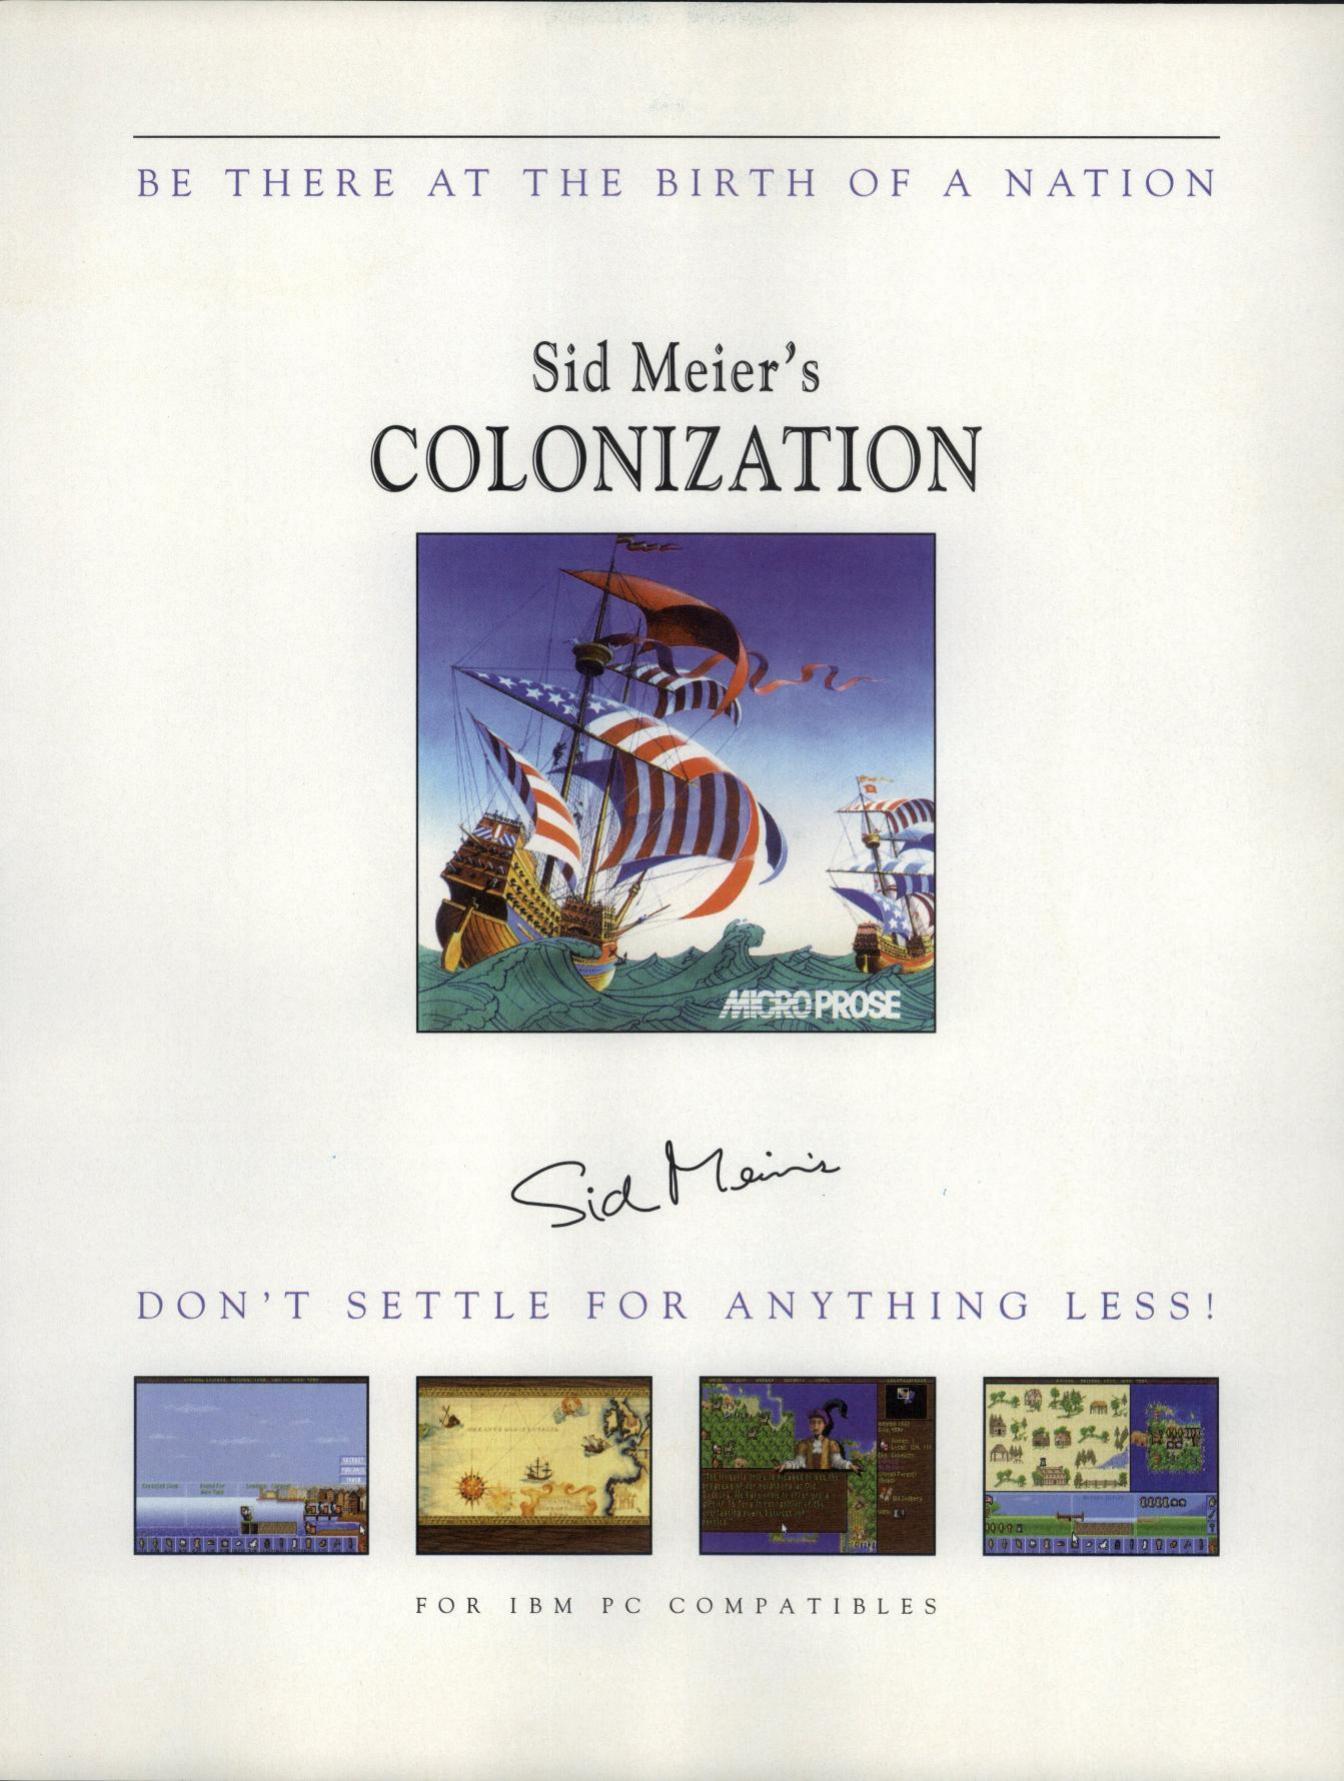 BE THERE AT THE BIRTH OF A NATION
Sid Meier's
COLONIZATION
MICROPROSE
Sid Meier's
DON'T SETTLE FOR ANYTHING LESS!
FOR IBM PC COMPATIBLES